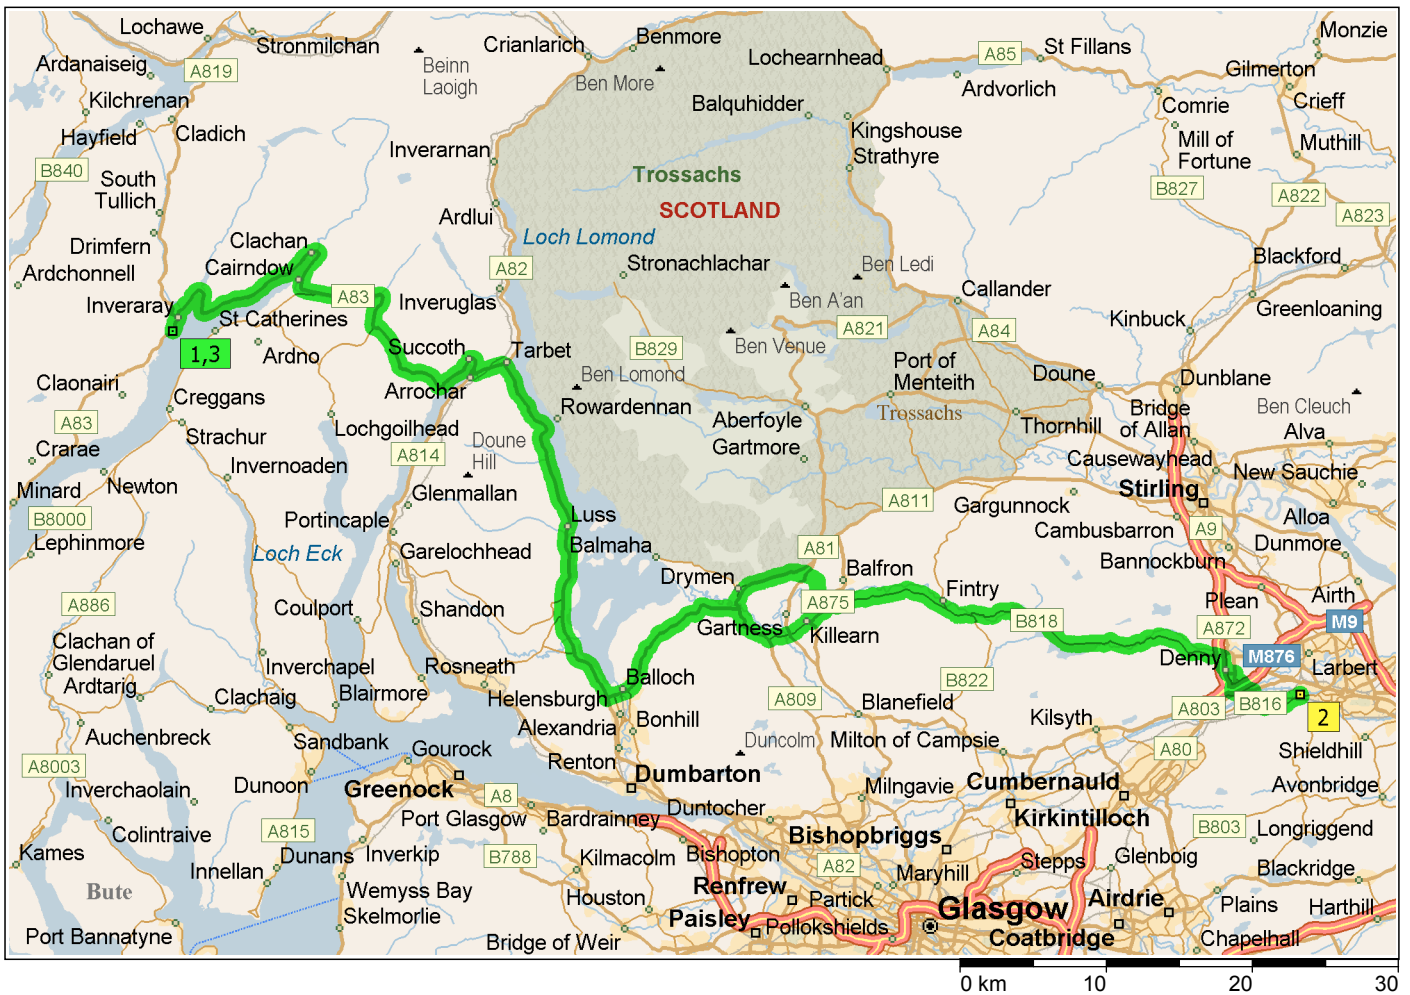 Lochawe
Stronmilchan
Crianlarich
Benmore
Monzie
Ardanaiseig
A819
Beinn
Laoigh
Ben More
Lochearnhead
A85
St Fillans
Gilmerton
Kilchrenan
Balquhidder
Ardvorlich
Comrie
Crieff
Hayfield
Cladich
Inverarnan
Kingshouse
Strathyre
Mill of
Fortune
Muthill
B840
South
Tullich
Trossachs
SCOTLAND
B827
A822
A823
Ardlui
Loch Lomond
Drimfern
Clachan
Cairndow
Ardchonnell
A82
Stronachlachar
Ben Ledi
Blackford
Inveraray
A83
Inveruglas
Ben A'an
Callander
Greenloaning
St Catherines
A821
A84
Kinbuck
1,3
Ardno
Succoth
Tarbet
B829
Ben Venue
Port of
Menteith
Doune
Dunblane
Claonairi
Arrochar
Ben Lomond
Creggans
Rowardennan
Aberfoyle
Trossachs
Thornhill
Bridge
of Allan
Ben Cleuch
A83
Strachur
Lochgoilhead
Doune
Hill
Gartmore
Alva
Crarae
A814
Invernoaden
Causewayhead
New Sauchie
Minard
Newton
Glenmallan
A811
Gargunnock
Stirling
B8000
Portincaple
Luss
Cambusbarron
A9
Alloa
Lephinmore
Loch Eck
Garelochhead
Balmaha
A81
Bannockburn
Dunmore
Drymen
Balfron
Fintry
Airth
A886
Coulport
Shandon
Gartness
A875
Killearn
B818
Plean
A872
M9
Clachan of
Glendaruel
Ardtarig
Inverchapel
Rosneath
Denny
M876
Larbert
Clachaig
Blairmore
Helensburgh
Balloch
A809
B822
Blanefield
A803
B816
2
Auchenbreck
Sandbank
Gourock
Alexandria
Bonhill
Duncolm
Milton of Campsie
Kilsyth
A80
Shieldhill
A8003
Renton
Dumbarton
Inverchaolain
Dunoon
Greenock
A8
Duntocher
Milngavie
Cumbernauld
Avonbridge
Colintraive
A815
Port Glasgow
Bardrainney
Bishopbriggs
Kirkintilloch
B803
Longriggend
Kames
Dunans
Inverkip
B788
Kilmacolm
Bishopton
A82
Maryhill
Stepps
Glenboig
Blackridge
Innellan
Bute
Wemyss Bay
Skelmorlie
Houston
Renfrew
Partick
Airdrie
Plains
Harthill
Port Bannatyne
Bridge of Weir
Paisley
Pollokshields
Glasgow
Coatbridge
Chapelhall
0 km
10
20
30